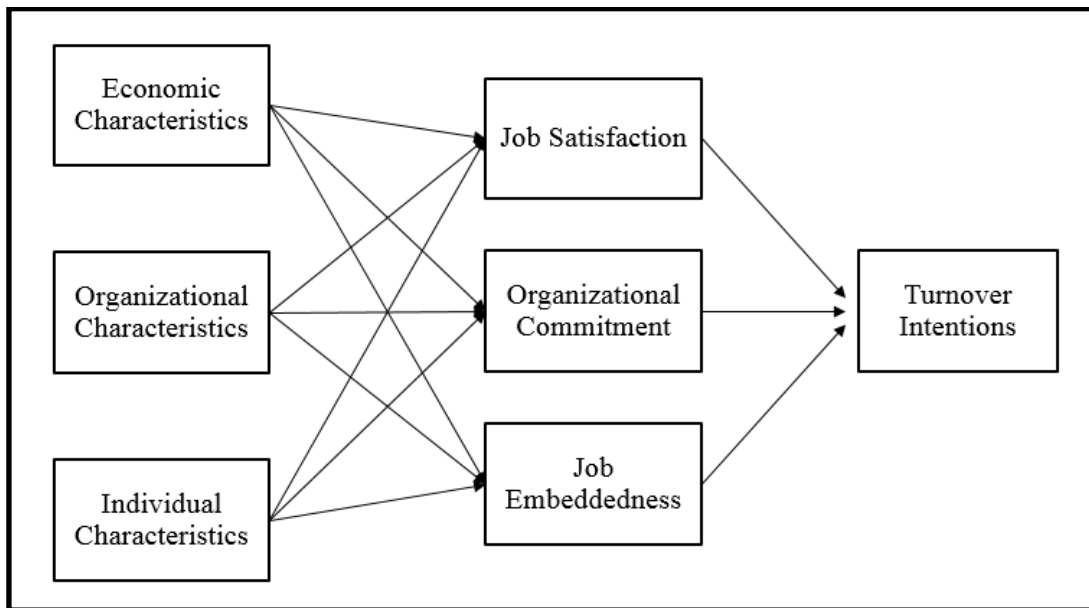 Economic
Characteristics
Job Satisfaction
Organizational
Characteristics
Organizational
Commitment
Turnover
Intentions
Individual
Characteristics
Job
Embeddedness